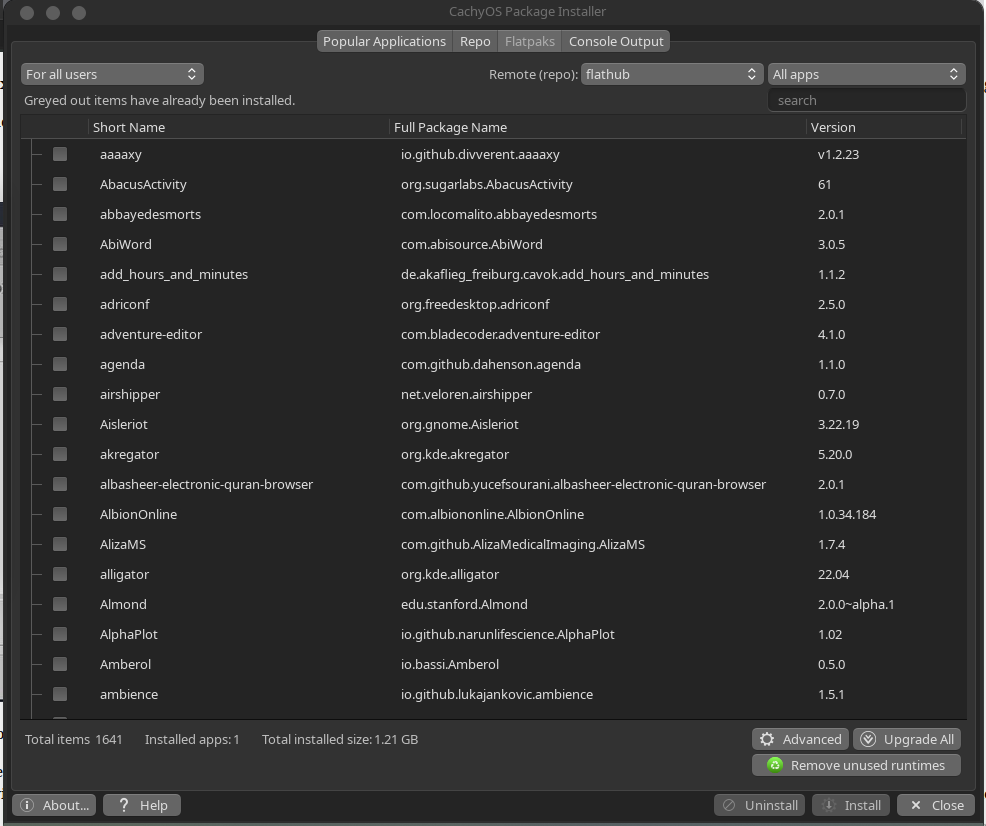 CachyOS Package Installer
Popular Applications Repo Flatpaks Console Output
For all users Remote (repo): flathub All apps
Greyed out items have already been installed. search
Short Name Full Package Name Version
aaaaxy io.github.divverent.aaaaxy v1.2.23
AbacusActivity org.sugarlabs.AbacusActivity 61
abbayedesmorts com.locomalito.abbayedesmorts 2.0.1
AbiWord com.abisource.AbiWord 3.0.5
add_hours_and_minutes de.akaflieg_freiburg.cavok.add_hours_and_minutes 1.1.2
adriconf org.freedesktop.adriconf 2.5.0
adventure-editor com.bladecoder.adventure-editor 4.1.0
agenda com.github.dahenson.agenda 1.1.0
airshipper net.veloren.airshipper 0.7.0
Aisleriot org.gnome.Aisleriot 3.22.19
akregator org.kde.akregator 5.20.0
albasheer-electronic-quran-browser com.github.yucefsourani.albasheer-electronic-quran-browser 2.0.1
AlbionOnline com.albiononline.AlbionOnline 1.0.34.184
AlizaMS com.github.AlizaMedicalImaging.AlizaMS 1.7.4
alligator org.kde.alligator 22.04
Almond edu.stanford.Almond 2.0.0~alpha.1
AlphaPlot io.github.narunlifescience.AlphaPlot 1.02
Amberol io.bassi.Amberol 0.5.0
ambience io.github.lukajankovic.ambience 1.5.1
Total items 1641 Installed apps: 1 Total installed size: 1.21 GB Advanced Upgrade All
Remove unused runtimes
About... ? Help Uninstall Install Close